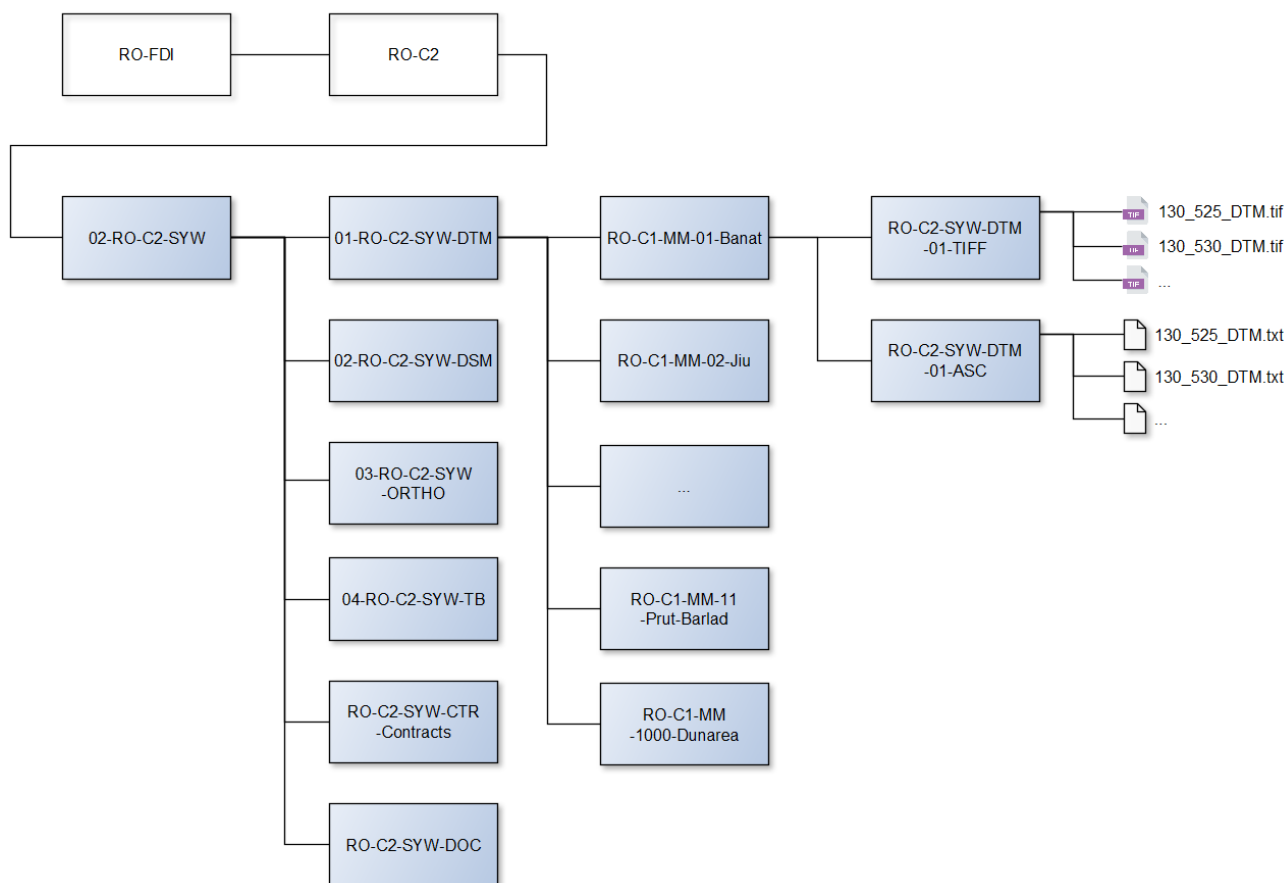 RO-FDI
RO-C2
02-RO-C2-SYW
01-RO-C2-SYW-DTM
RO-C1-MM-01-Banat
RO-C2-SYW-DTM
-01-TIFF
TIF
130_525_DTM.tif
TIF
130_530_DTM.tif
TIF
...
02-RO-C2-SYW-DSM
RO-C1-MM-02-Jiu
RO-C2-SYW-DTM
-01-ASC
130_525_DTM.txt
130_530_DTM.txt
...
03-RO-C2-SYW
-ORTHO
...
04-RO-C2-SYW-TB
RO-C1-MM-11
-Prut-Barlad
RO-C2-SYW-CTR
-Contracts
RO-C1-MM
-1000-Dunarea
RO-C2-SYW-DOC